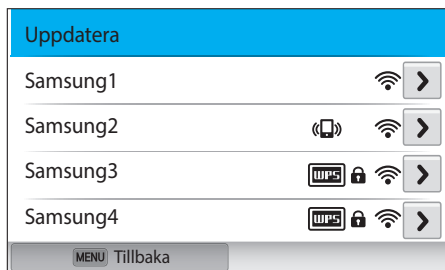 Uppdatera
Samsung1
Samsung2
Samsung3 WPS
Samsung4 WPS
MENU Tillbaka